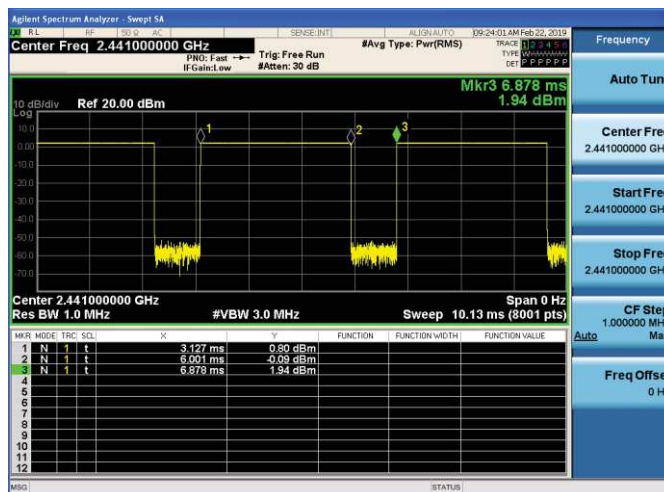 Agilent Spectrum Analyzer - Swept SA
RL RF 50 Ω AC SENSE:INT ALIGNAUTO 09:24:01 AM Feb 22, 2019
Center Freq 2.441000000 GHz #Avg Type: Pwr(RMS) TRACE 1 2 3 4 5 6
PNO: Fast Trig: Free Run TYPE W
IFGain:Low #Atten: 30 dB DET P P P P P P
Mkr3 6.878 ms
10 dB/div Ref 20.00 dBm 1.94 dBm
Log
10.0
0.00
-10.0
-20.0
-30.0
-40.0
-50.0
-60.0
-70.0
1
2
3
Center 2.441000000 GHz Span 0 Hz
Res BW 1.0 MHz #VBW 3.0 MHz Sweep 10.13 ms (8001 pts)
MKR MODE TRC SCL X Y FUNCTION FUNCTION WIDTH FUNCTION VALUE
1 N 1 t 3.127 ms 0.80 dBm
2 N 1 t 6.001 ms -0.09 dBm
3 N 1 t 6.878 ms 1.94 dBm
4
5
6
7
8
9
10
11
12
MSG STATUS
Frequency
Auto Tun
Center Fre
2.441000000 GH
Start Fre
2.441000000 GH
Stop Fre
2.441000000 GH
CF Step
1.000000 MH
Auto Ma
Freq Offse
0 H